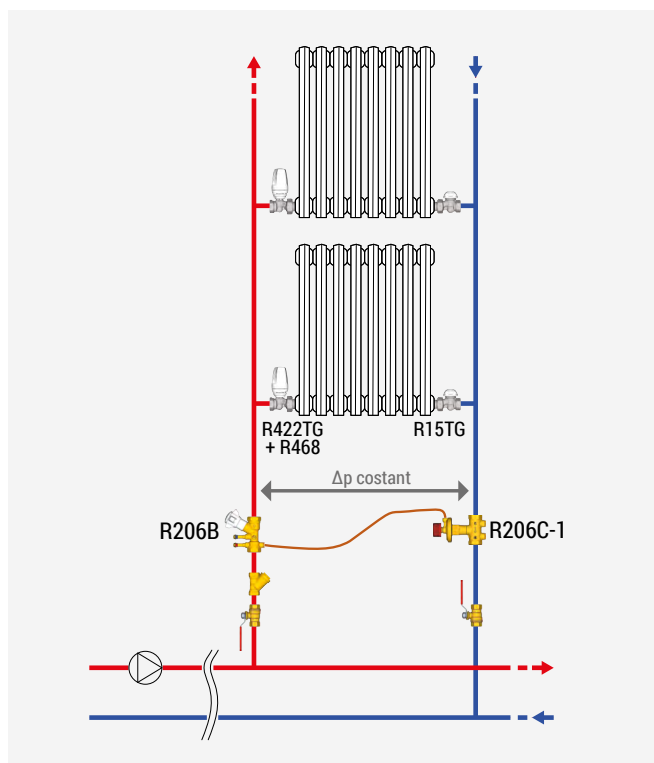 R422TG
+ R468
R15TG
Δp costant
R206B
R206C-1